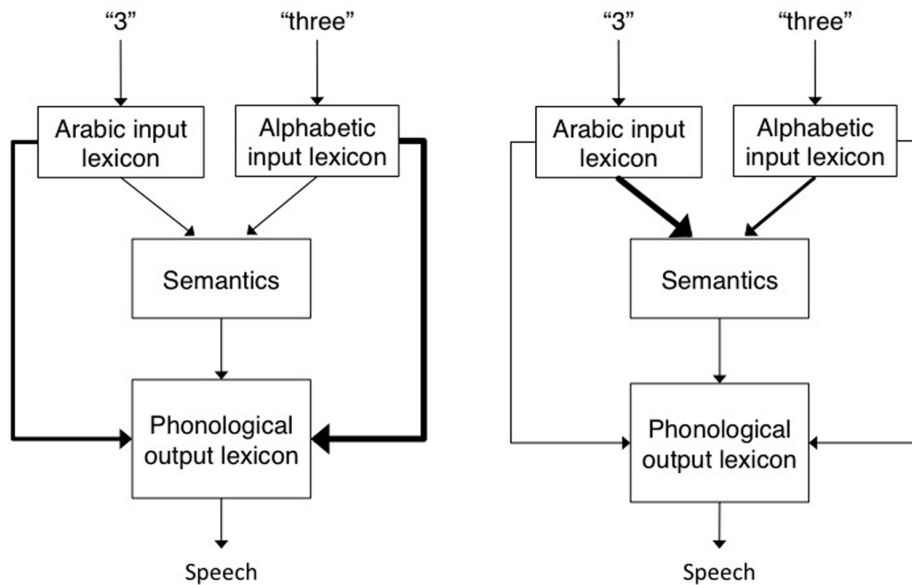 “3”
“three”
Arabic input
lexicon
Alphabetic
input lexicon
Semantics
Phonological
output lexicon
Speech
“3”
“three”
Arabic input
lexicon
Alphabetic
input lexicon
Semantics
Phonological
output lexicon
Speech